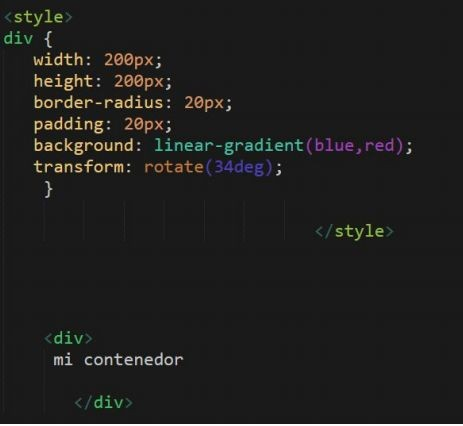 <style>
div {
width: 200px;
height: 200px;
border-radius: 20px;
padding: 20px;
background: linear-gradient(blue,red);
transform: rotate(34deg);
}
</style>
<div>
mi contenedor
</div>